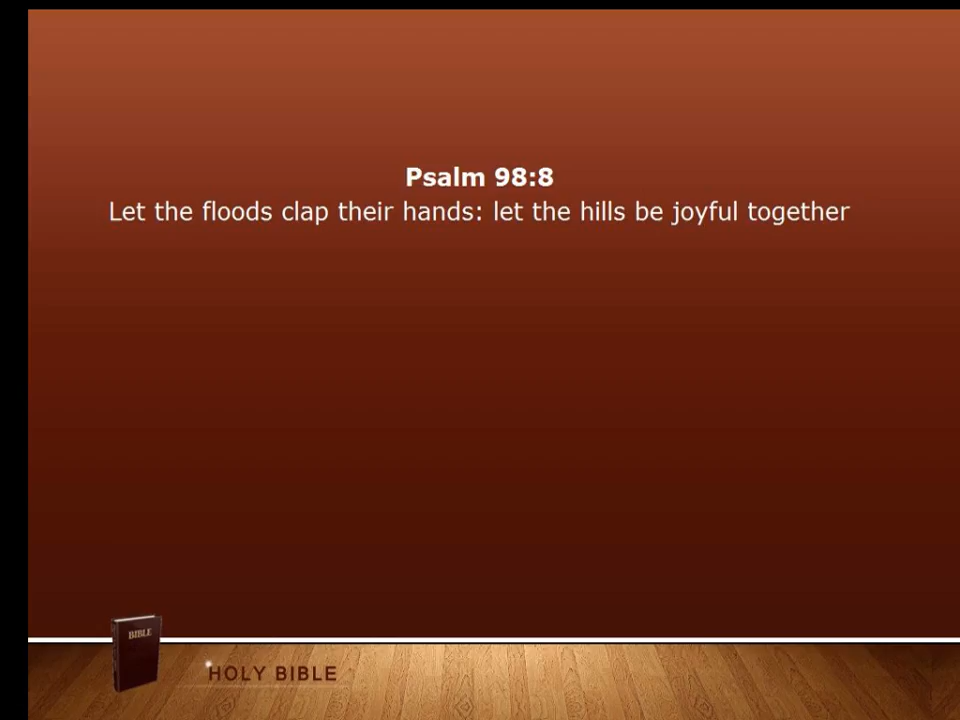 Psalm 98:8
Let the floods clap their hands: let the hills be joyful together
BIBLE
HOLY BIBLE